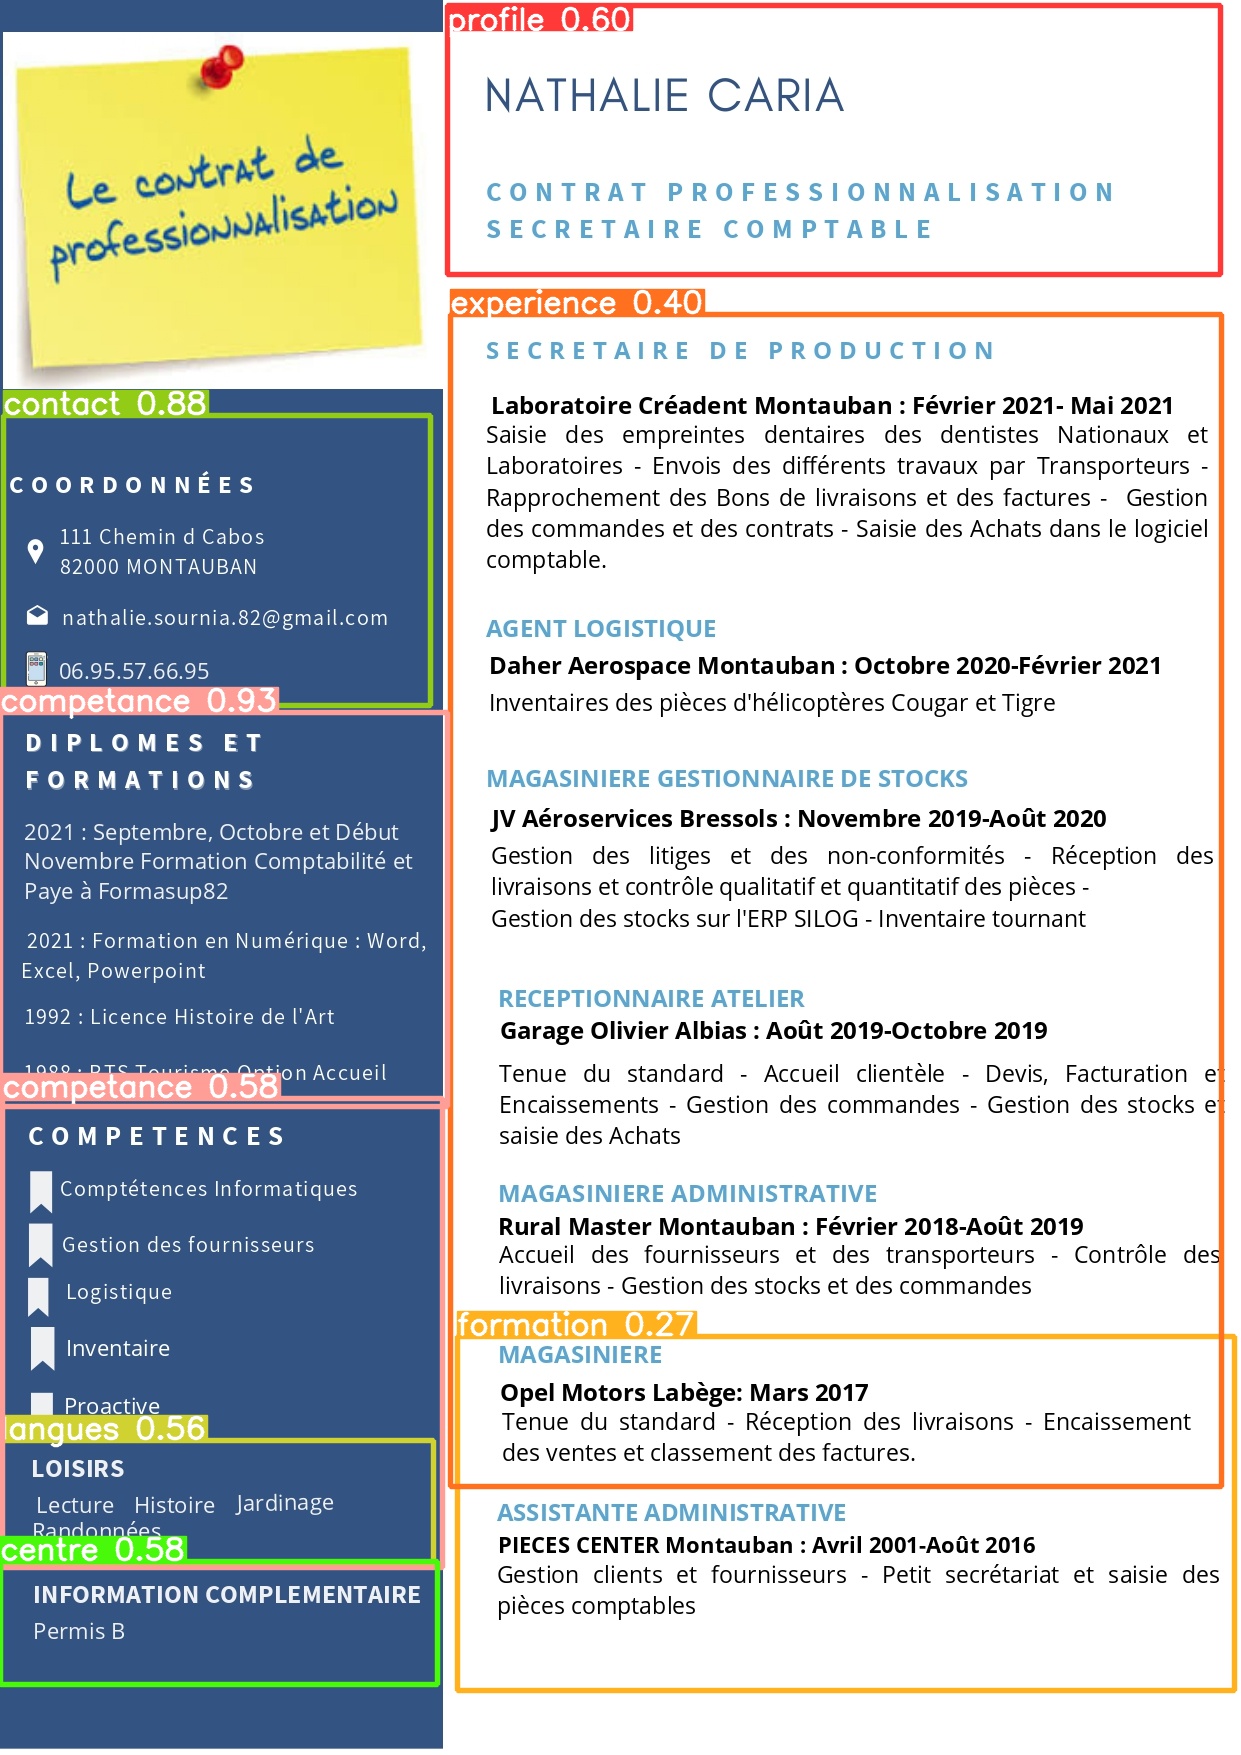 Le contrat de
professionnalisation
contact 0.88
COORDONNÉES
111 Chemin d Cabos
82000 MONTAUBAN
nathalie.sournia.82@gmail.com
06.95.57.66.95
competance 0.93
DIPLOMES ET
FORMATIONS
2021 : Septembre, Octobre et Début
Novembre Formation Comptabilité et
Paye à Formasup82
2021 : Formation en Numérique : Word,
Excel, Powerpoint
1992 : Licence Histoire de l'Art
1988 : BTS Tourisme Option Accueil
competance 0.58
COMPETENCES
Comptétences Informatiques
Gestion des fournisseurs
Logistique
Inventaire
Proactive
langues 0.56
LOISIRS
Lecture Histoire Jardinage
Randonnées
centre 0.58
INFORMATION COMPLEMENTAIRE
Permis B
profile 0.60
NATHALIE CARIA
CONTRAT PROFESSIONNALISATION
SECRETAIRE COMPTABLE
experience 0.40
SECRETAIRE DE PRODUCTION
Laboratoire Créadent Montauban : Février 2021- Mai 2021
Saisie des empreintes dentaires des dentistes Nationaux et
Laboratoires - Envois des différents travaux par Transporteurs -
Rapprochement des Bons de livraisons et des factures - Gestion
des commandes et des contrats - Saisie des Achats dans le logiciel
comptable.
AGENT LOGISTIQUE
Daher Aerospace Montauban : Octobre 2020-Février 2021
Inventaires des pièces d'hélicoptères Cougar et Tigre
MAGASINIERE GESTIONNAIRE DE STOCKS
JV Aéroservices Bressols : Novembre 2019-Août 2020
Gestion des litiges et des non-conformités - Réception des
livraisons et contrôle qualitatif et quantitatif des pièces -
Gestion des stocks sur l'ERP SILOG - Inventaire tournant
RECEPTIONNAIRE ATELIER
Garage Olivier Albias : Août 2019-Octobre 2019
Tenue du standard - Accueil clientèle - Devis, Facturation et
Encaissements - Gestion des commandes - Gestion des stocks et
saisie des Achats
MAGASINIERE ADMINISTRATIVE
Rural Master Montauban : Février 2018-Août 2019
Accueil des fournisseurs et des transporteurs - Contrôle des
livraisons - Gestion des stocks et des commandes
formation 0.27
MAGASINIERE
Opel Motors Labège: Mars 2017
Tenue du standard - Réception des livraisons - Encaissement
des ventes et classement des factures.
ASSISTANTE ADMINISTRATIVE
PIECES CENTER Montauban : Avril 2001-Août 2016
Gestion clients et fournisseurs - Petit secrétariat et saisie des
pièces comptables